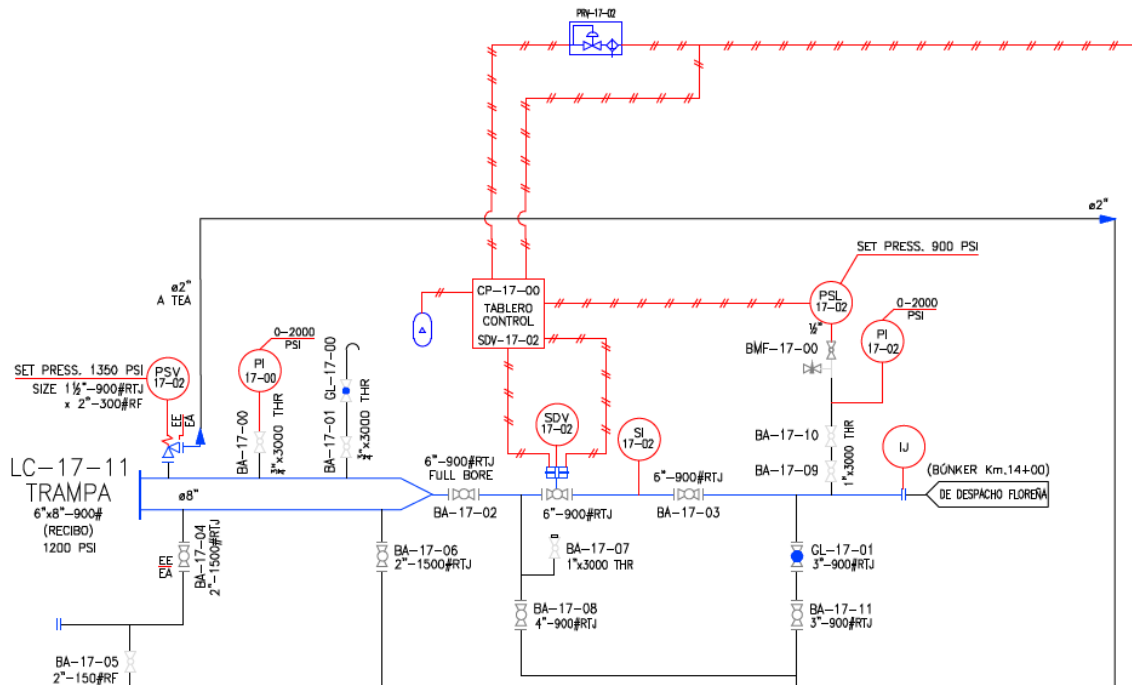 PRV-17-02
ø2"
SET PRESS. 900 PSI
ø2"
A TEA
CP-17-00
TABLERO
CONTROL
SDV-17-02
PSL
17-02
0-2000
PSI
½"
PI
17-02
BMF-17-00
0-2000
PSI
PI
17-00
GL-17-00
SET PRESS. 1350 PSI
PSV
17-02
SIZE 1½"-900#RTJ
x 2"-300#RF
EE
EA
BA-17-00
¾"x3000 THR
BA-17-01
¾"x3000 THR
SDV
17-02
SI
17-02
BA-17-10
BA-17-09
1"x3000 THR
IJ
LC-17-11
TRAMPA
6"x8"-900#
(RECIBO)
1200 PSI
ø8"
6"-900#RTJ
FULL BORE
BA-17-02
6"-900#RTJ
6"-900#RTJ
BA-17-03
(BÚNKER Km.14+00)
DE DESPACHO FLOREÑA
EE
EA
BA-17-04
2"-1500#RTJ
BA-17-06
2"-1500#RTJ
BA-17-07
1"x3000 THR
GL-17-01
3"-900#RTJ
BA-17-08
4"-900#RTJ
BA-17-11
3"-900#RTJ
BA-17-05
2"-150#RF